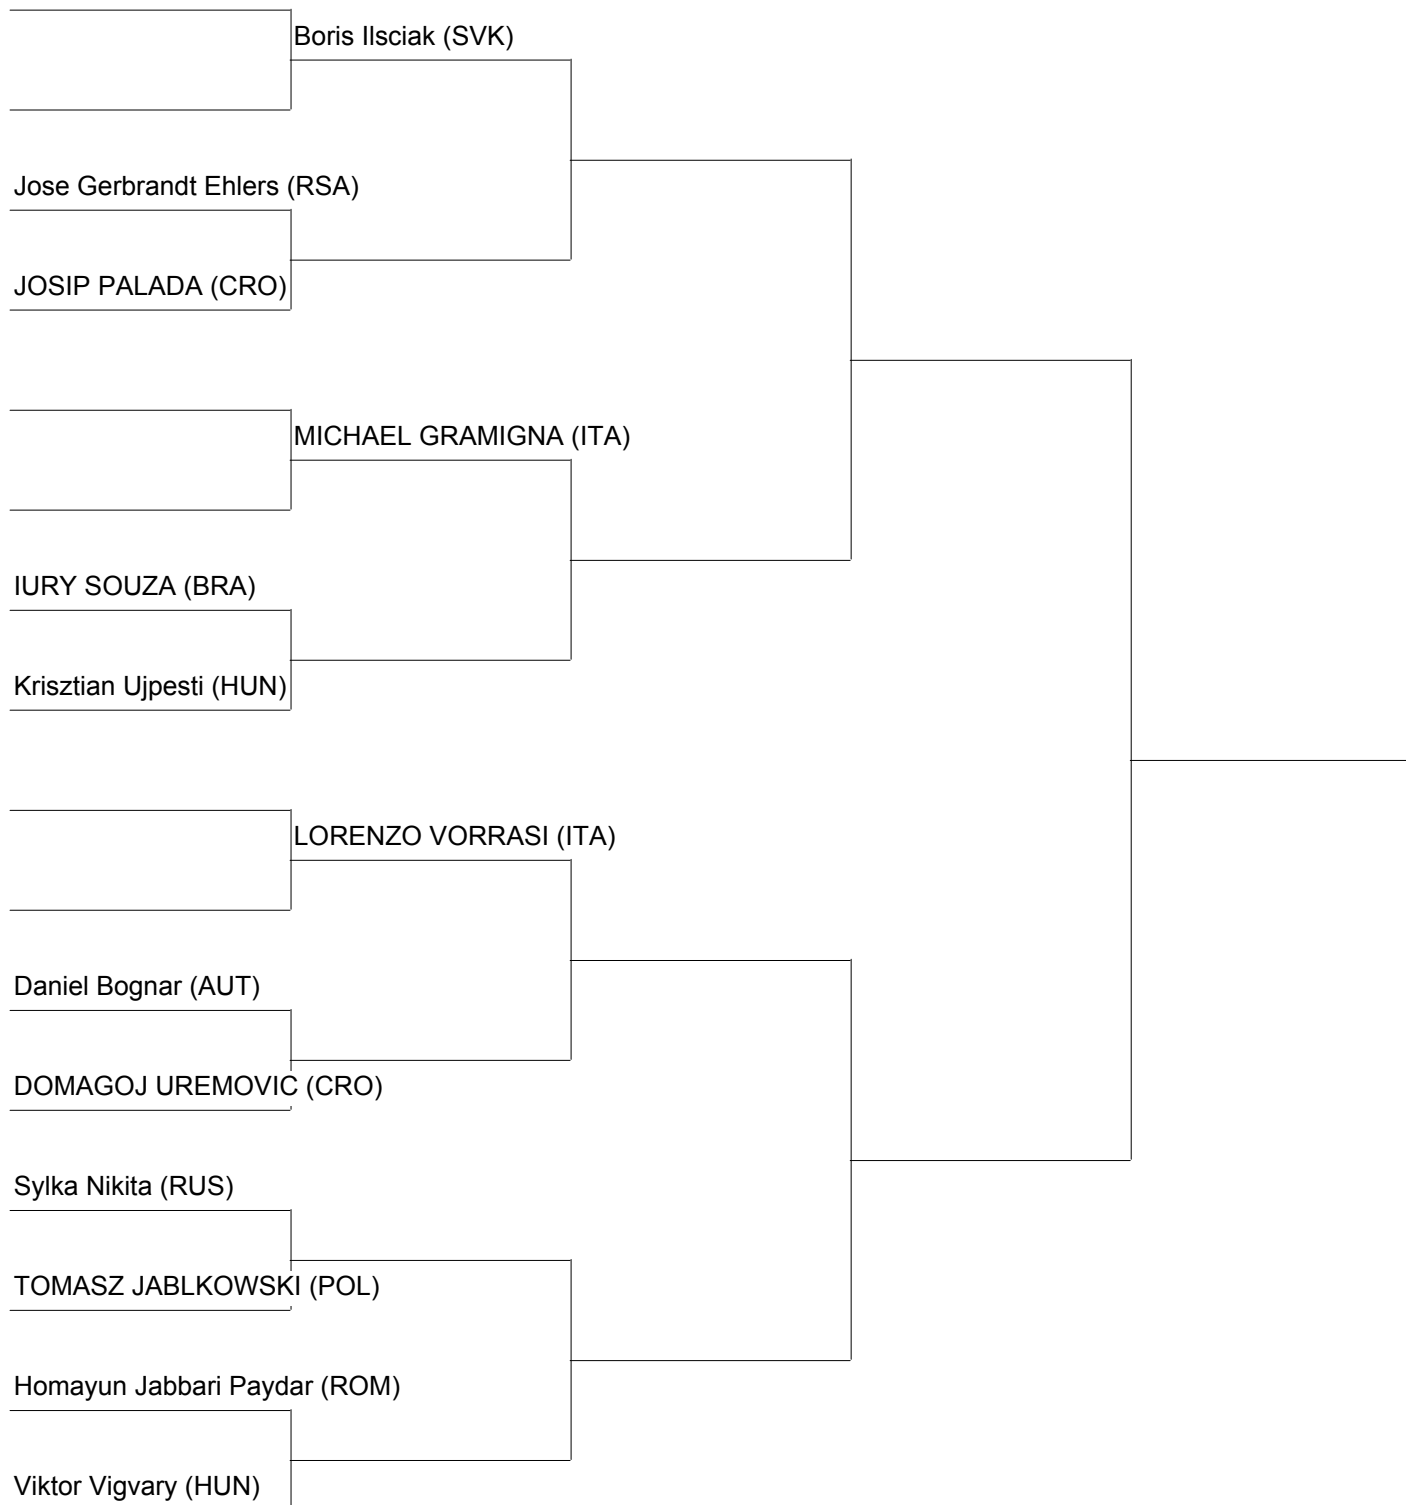 Boris Ilsciak (SVK)
Jose Gerbrandt Ehlers (RSA)
JOSIP PALADA (CRO)
MICHAEL GRAMIGNA (ITA)
IURY SOUZA (BRA)
Krisztian Ujpesti (HUN)
LORENZO VORRASI (ITA)
Daniel Bognar (AUT)
DOMAGOJ UREMOVIC (CRO)
Sylka Nikita (RUS)
TOMASZ JABLKOWSKI (POL)
Homayun Jabbari Paydar (ROM)
Viktor Vigvary (HUN)